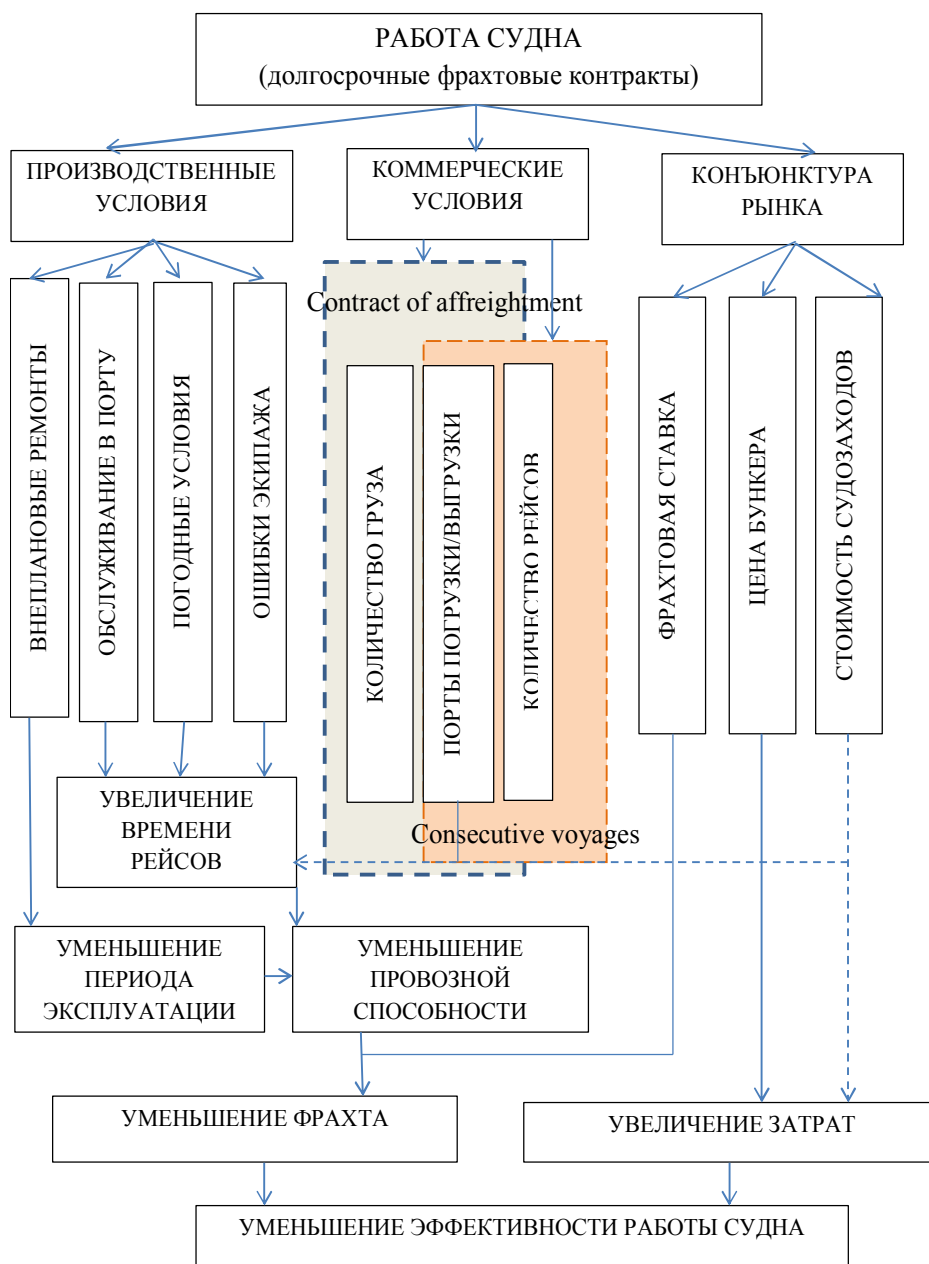 РАБОТА СУДНА
(долгосрочные фрахтовые контракты)
ПРОИЗВОДСТВЕННЫЕ
УСЛОВИЯ
КОММЕРЧЕСКИЕ
УСЛОВИЯ
КОНЪЮНКТУРА
РЫНКА
ВНЕПЛАНОВЫЕ РЕМОНТЫ
ОБСЛУЖИВАНИЕ В ПОРТУ
ПОГОДНЫЕ УСЛОВИЯ
ОШИБКИ ЭКИПАЖА
Contract of affreightment
КОЛИЧЕСТВО ГРУЗА
ПОРТЫ ПОГРУЗКИ/ВЫГРУЗКИ
КОЛИЧЕСТВО РЕЙСОВ
Consecutive voyages
ФРАХТОВАЯ СТАВКА
ЦЕНА БУНКЕРА
СТОИМОСТЬ СУДОЗАХОДОВ
УВЕЛИЧЕНИЕ
ВРЕМЕНИ
РЕЙСОВ
УМЕНЬШЕНИЕ
ПЕРИОДА
ЭКСПЛУАТАЦИИ
УМЕНЬШЕНИЕ
ПРОВОЗНОЙ
СПОСОБНОСТИ
УМЕНЬШЕНИЕ ФРАХТА
УВЕЛИЧЕНИЕ ЗАТРАТ
УМЕНЬШЕНИЕ ЭФФЕКТИВНОСТИ РАБОТЫ СУДНА